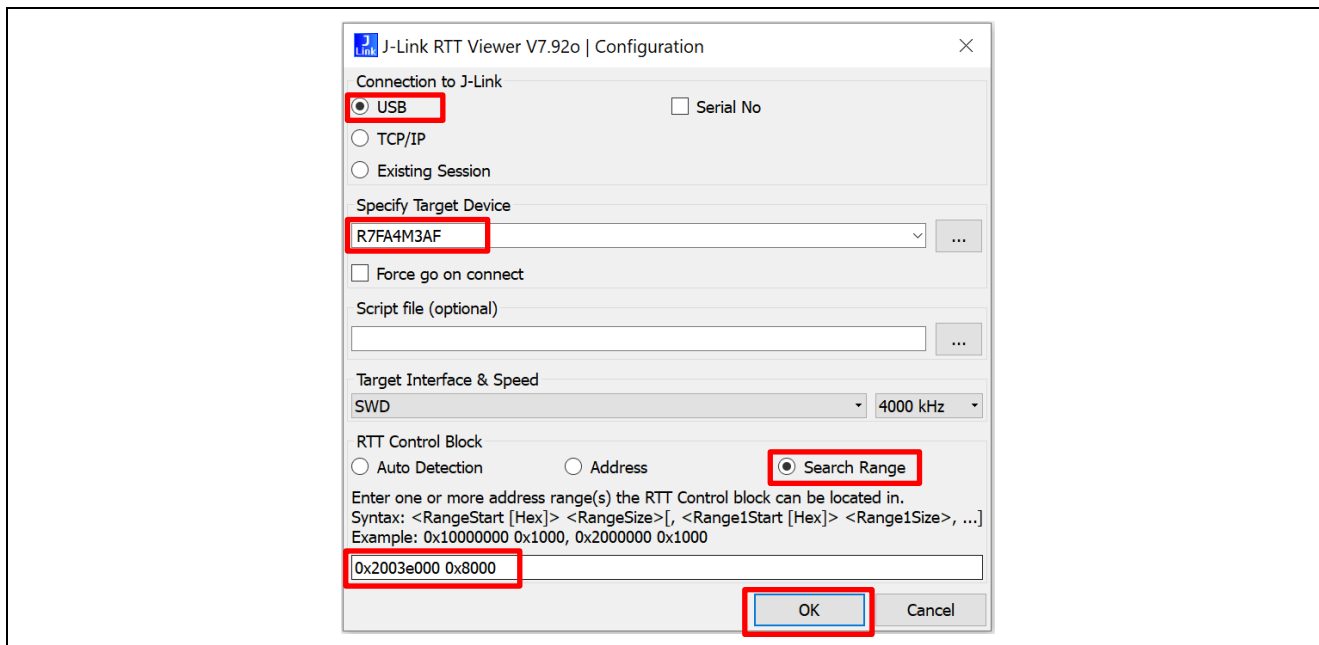 J-Link RTT Viewer V7.92o | Configuration
Connection to J-Link
USB
Serial No
TCP/IP
Existing Session
Specify Target Device
R7FA4M3AF
...
Force go on connect
Script file (optional)
...
Target Interface & Speed
SWD
4000 kHz
RTT Control Block
Auto Detection
Address
Search Range
Enter one or more address range(s) the RTT Control block can be located in.
Syntax: <RangeStart [Hex]> <RangeSize>[, <Range1Start [Hex]> <Range1Size>, ...]
Example: 0x10000000 0x1000, 0x2000000 0x1000
0x2003e000 0x8000
OK
Cancel